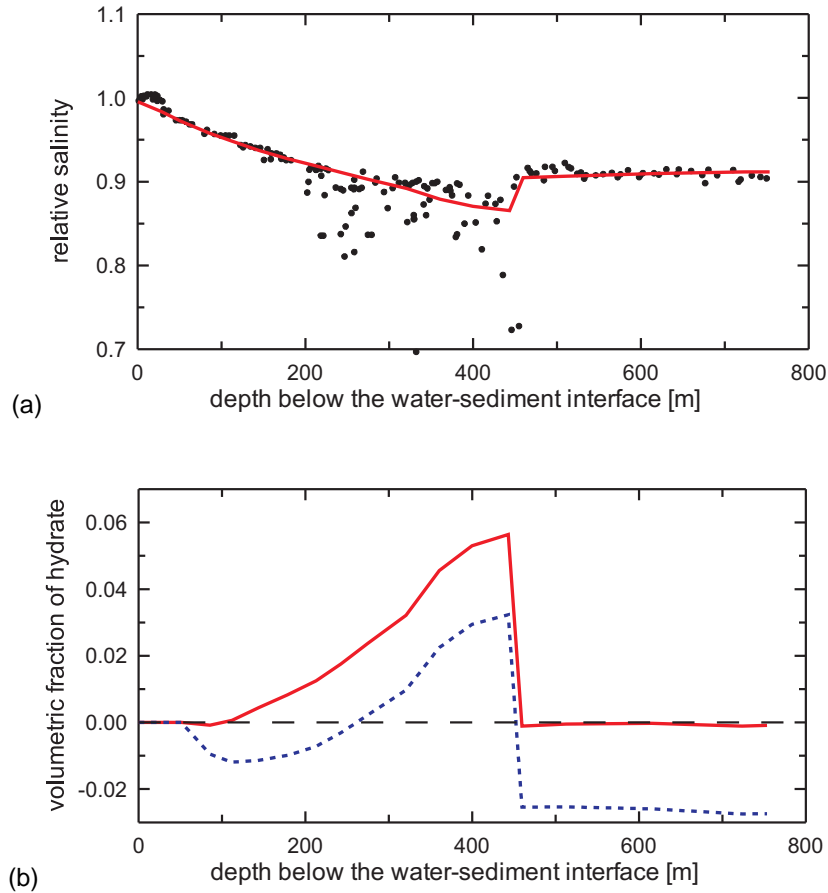 1.1
1.0
0.9
0.8
0.7
relative salinity
0 200 400 600 800
depth below the water-sediment interface [m]
(a)
0.06
0.04
0.02
0.00
-0.02
volumetric fraction of hydrate
0 200 400 600 800
depth below the water-sediment interface [m]
(b)